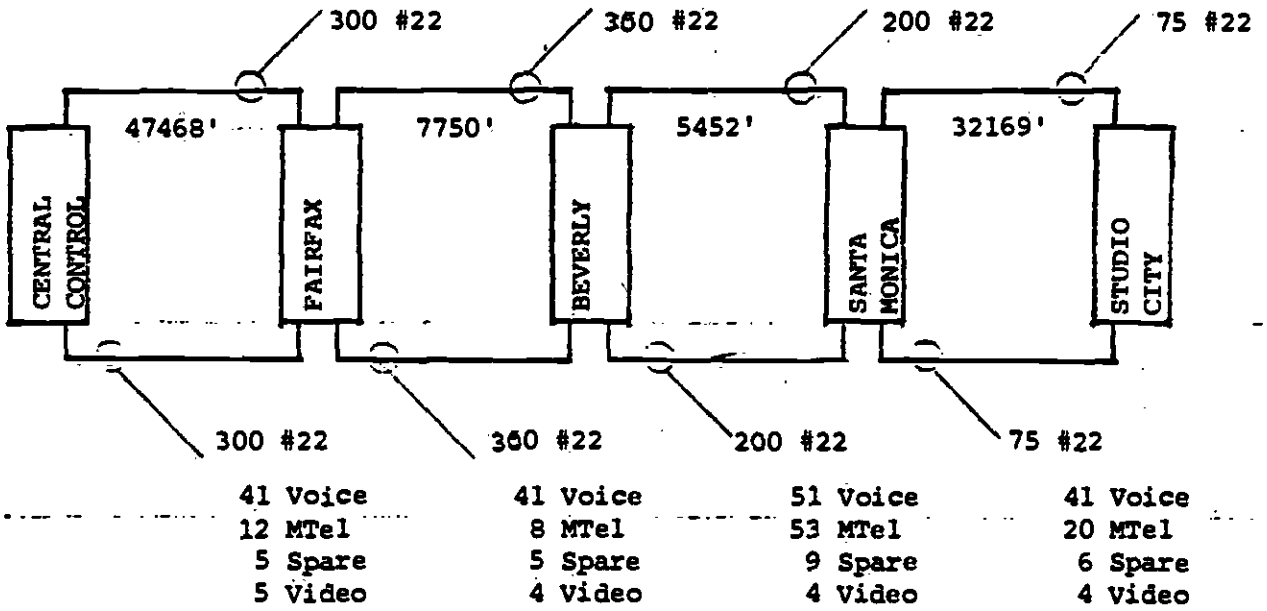 300 #22 300 #22 200 #22 75 #22
47468' 7750' 5452' 32169'
CENTRAL
CONTROL
FAIRFAX
BEVERLY
SANTA
MONICA
STUDIO
CITY
300 #22 300 #22 200 #22 75 #22
41 Voice 41 Voice 51 Voice 41 Voice
12 MTel 8 MTel 53 MTel 20 MTel
5 Spare 5 Spare 9 Spare 6 Spare
5 Video 4 Video 4 Video 4 Video